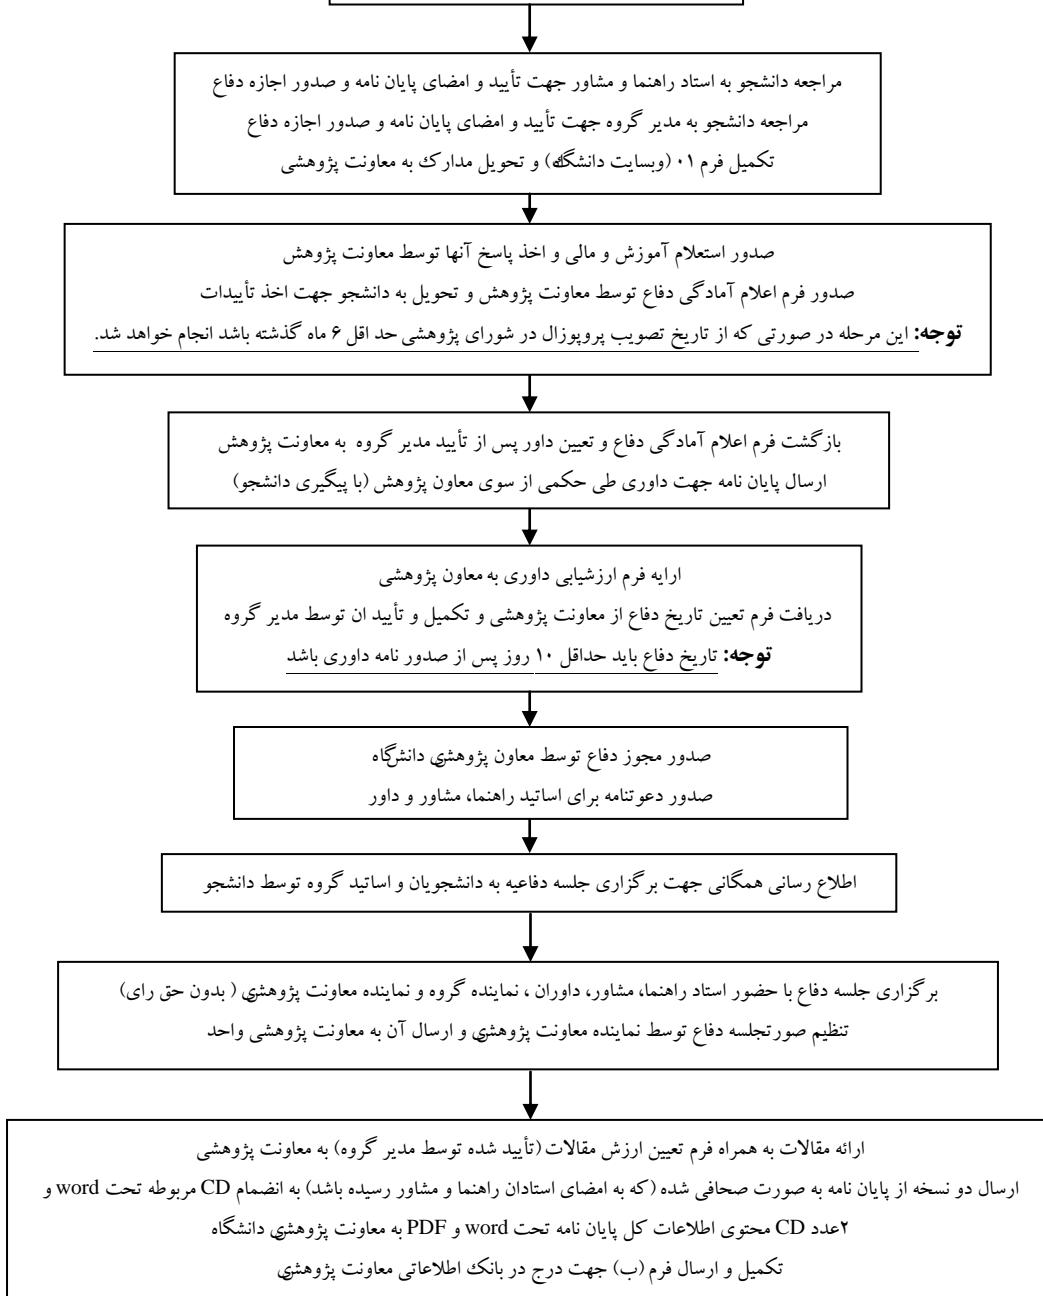 مراجعه دانشجو به استاد راهنما و مشاور جهت تأیید و امضای پایان نامه و صدور اجازه دفاع
مراجعه دانشجو به مدیر گروه جهت تأیید و امضای پایان نامه و صدور اجازه دفاع
تکمیل فرم ۰۱ (وبسایت دانشگاه) و تحویل مدارک به معاونت پژوهشی
صدور استعلام آموزش و مالی و اخذ پاسخ آنها توسط معاونت پژوهش
صدور فرم اعلام آمادگی دفاع توسط معاونت پژوهش و تحویل به دانشجو جهت اخذ تأییدات
توجه: این مرحله در صورتی که از تاریخ تصویب پروپوزال در شورای پژوهشی حد اقل ۶ ماه گذشته باشد انجام خواهد شد.
بازگشت فرم اعلام آمادگی دفاع و تعیین داور پس از تأیید مدیر گروه به معاونت پژوهش
ارسال پایان نامه جهت داوری طی حکمی از سوی معاون پژوهش (با پیگیری دانشجو)
ارایه فرم ارزشیابی داوری به معاون پژوهشی
دریافت فرم تعیین تاریخ دفاع از معاونت پژوهشی و تکمیل و تأیید ان توسط مدیر گروه
توجه: تاریخ دفاع باید حداقل ۱۰ روز پس از صدور نامه داوری باشد
صدور مجوز دفاع توسط معاون پژوهشی دانشگاه
صدور دعوتنامه برای اساتید راهنما، مشاور و داور
اطلاع رسانی همگانی جهت برگزاری جلسه دفاعیه به دانشجویان و اساتید گروه توسط دانشجو
برگزاری جلسه دفاع با حضور استاد راهنما، مشاور، داوران ، نماینده گروه و نماینده معاونت پژوهشی ( بدون حق رای)
تنظیم صورتجلسه دفاع توسط نماینده معاونت پژوهشی و ارسال آن به معاونت پژوهشی واحد
ارائه مقالات به همراه فرم تعیین ارزش مقالات (تأیید شده توسط مدیر گروه) به معاونت پژوهشی
ارسال دو نسخه از پایان نامه به صورت صحافی شده (که به امضای استادان راهنما و مشاور رسیده باشد) به انضمام CD مربوطه تحت word و
۲عدد CD محتوی اطلاعات کل پایان نامه تحت word و PDF به معاونت پژوهشی دانشگاه
تکمیل و ارسال فرم (ب) جهت درج در بانک اطلاعاتی معاونت پژوهشی